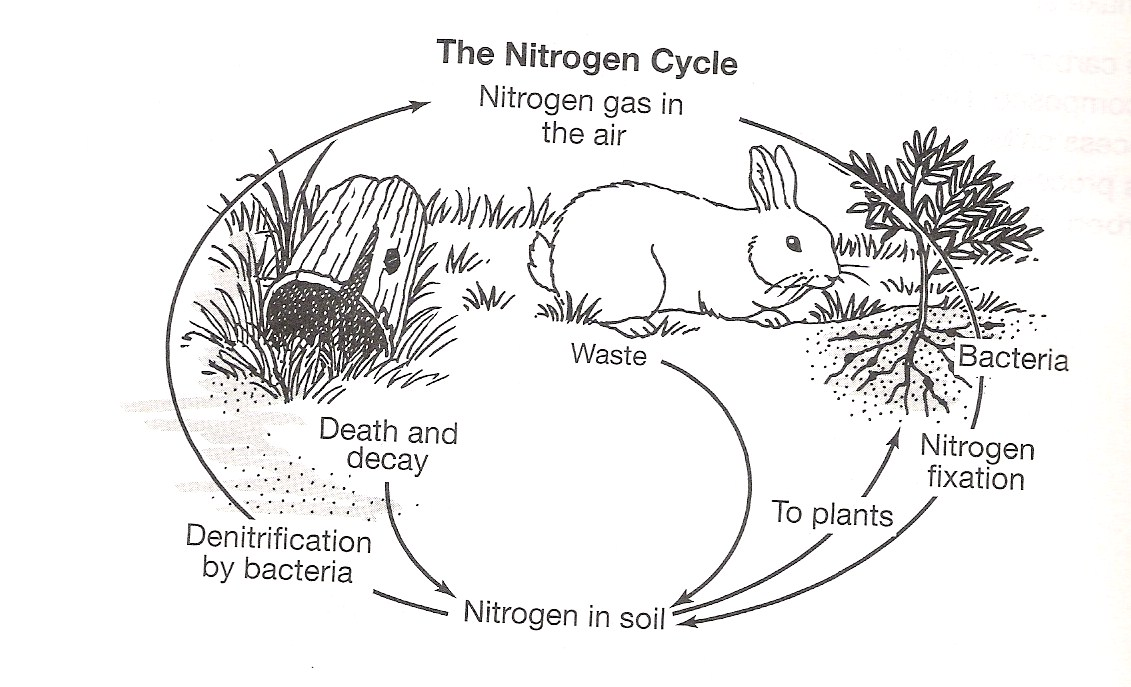 The Nitrogen Cycle
Nitrogen gas in
the air
Waste
Bacteria
Death and
decay
Nitrogen
fixation
To plants
Denitrification
by bacteria
Nitrogen in soil